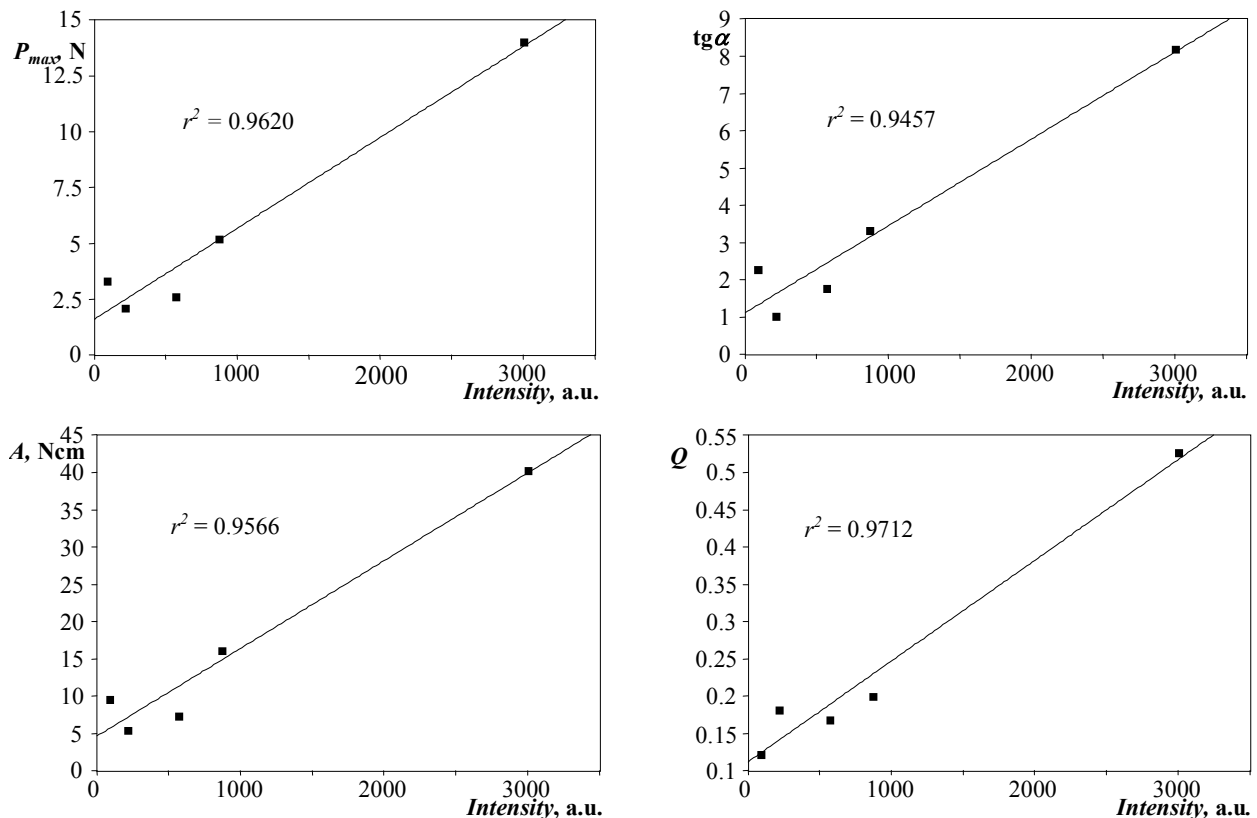 15
P_max, N
12.5
10
7.5
5
2.5
0
r² = 0.9620
0 1000 2000 3000
Intensity, a.u.
9
tgα
8
7
6
5
4
3
2
1
0
r² = 0.9457
0 1000 2000 3000
Intensity, a.u.
45
A, Ncm
40
35
30
25
20
15
10
5
0
r² = 0.9566
0 1000 2000 3000
Intensity, a.u.
0.55
Q
0.5
0.45
0.4
0.35
0.3
0.25
0.2
0.15
0.1
r² = 0.9712
0 1000 2000 3000
Intensity, a.u.